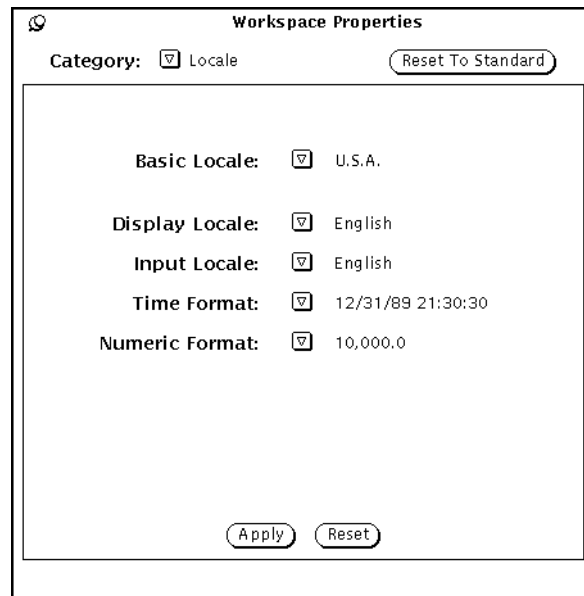 Workspace Properties
Category: Locale Reset To Standard
Basic Locale: U.S.A.
Display Locale: English
Input Locale: English
Time Format: 12/31/89 21:30:30
Numeric Format: 10,000.0
Apply Reset